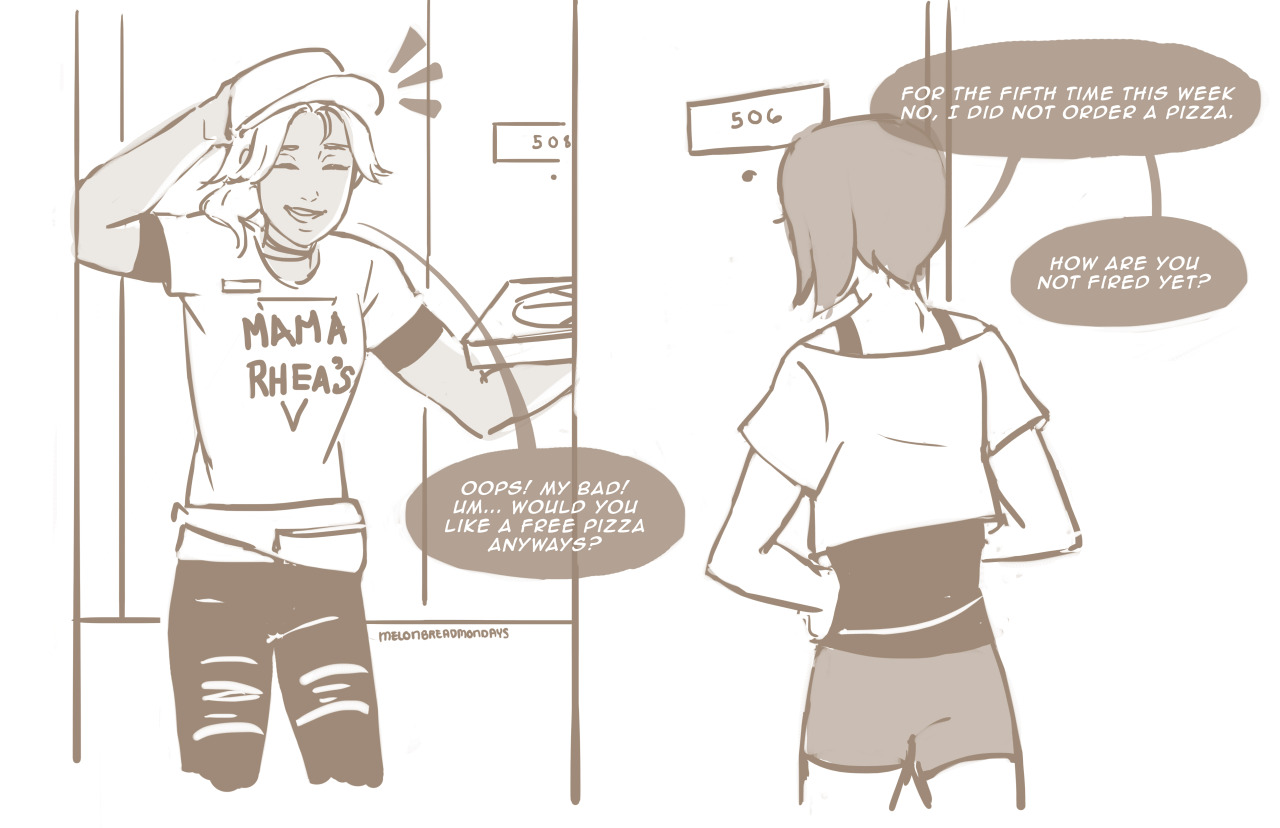 508
MAMA
RHEA'S
OOPS! MY BAD!
UM... WOULD YOU
LIKE A FREE PIZZA
ANYWAYS?
MELONBREADMONDAYS
506
FOR THE FIFTH TIME THIS WEEK
NO, I DID NOT ORDER A PIZZA.
HOW ARE YOU
NOT FIRED YET?